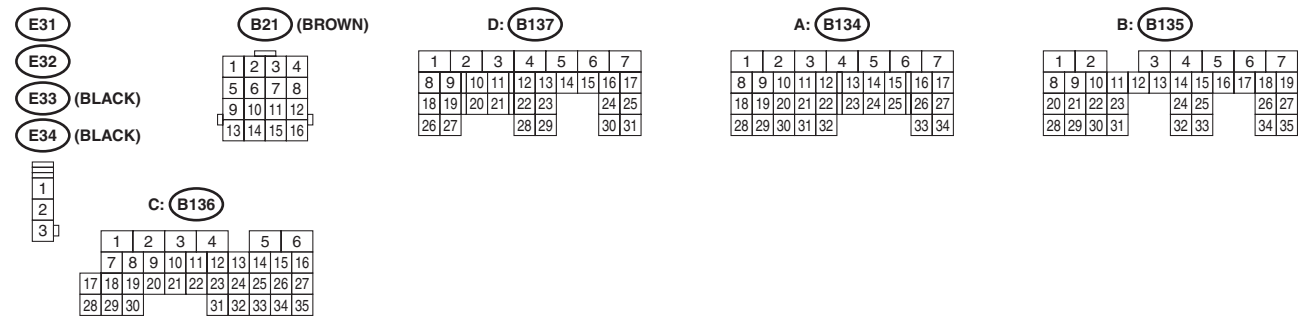 E31
E32
E33 (BLACK)
E34 (BLACK)
1
2
3
B21 (BROWN)
1 2 3 4
5 6 7 8
9 10 11 12
13 14 15 16
D: B137
1 2 3 4 5 6 7
8 9 10 11 12 13 14 15 16 17
18 19 20 21 22 23 24 25
26 27 28 29 30 31
A: B134
1 2 3 4 5 6 7
8 9 10 11 12 13 14 15 16 17
18 19 20 21 22 23 24 25 26 27
28 29 30 31 32 33 34
B: B135
1 2 3 4 5 6 7
8 9 10 11 12 13 14 15 16 17 18 19
20 21 22 23 24 25 26 27
28 29 30 31 32 33 34 35
C: B136
1 2 3 4 5 6
7 8 9 10 11 12 13 14 15 16
17 18 19 20 21 22 23 24 25 26 27
28 29 30 31 32 33 34 35